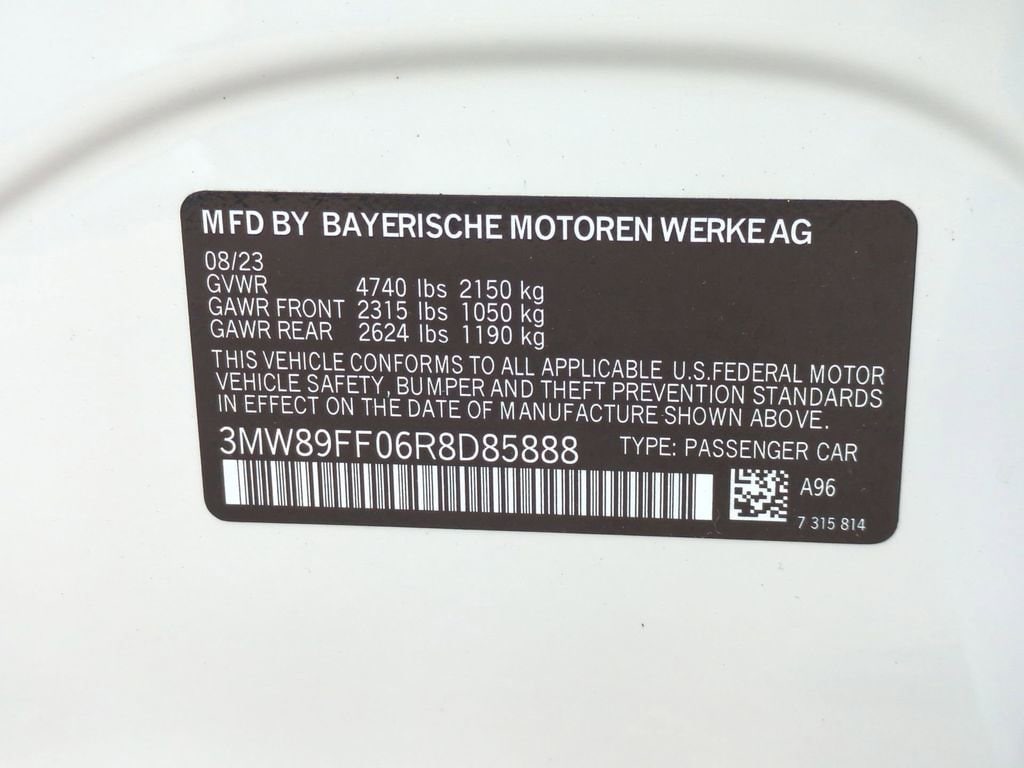 MFD BY BAYERISCHE MOTOREN WERKE AG
08/23
GVWR 4740 lbs 2150 kg
GAWR FRONT 2315 lbs 1050 kg
GAWR REAR 2624 lbs 1190 kg
THIS VEHICLE CONFORMS TO ALL APPLICABLE U.S.FEDERAL MOTOR
VEHICLE SAFETY, BUMPER AND THEFT PREVENTION STANDARDS
IN EFFECT ON THE DATE OF MANUFACTURE SHOWN ABOVE.
3MW89FF06R8D85888 TYPE: PASSENGER CAR
A96
7 315 814